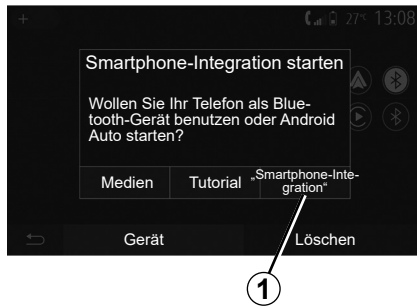 + 27°C 13:08
Smartphone-Integration starten
Wollen Sie Ihr Telefon als Blue-
tooth-Gerät benutzen oder Android
Auto starten?
Medien Tutorial „Smartphone-Inte-
gration“
Gerät Löschen
1